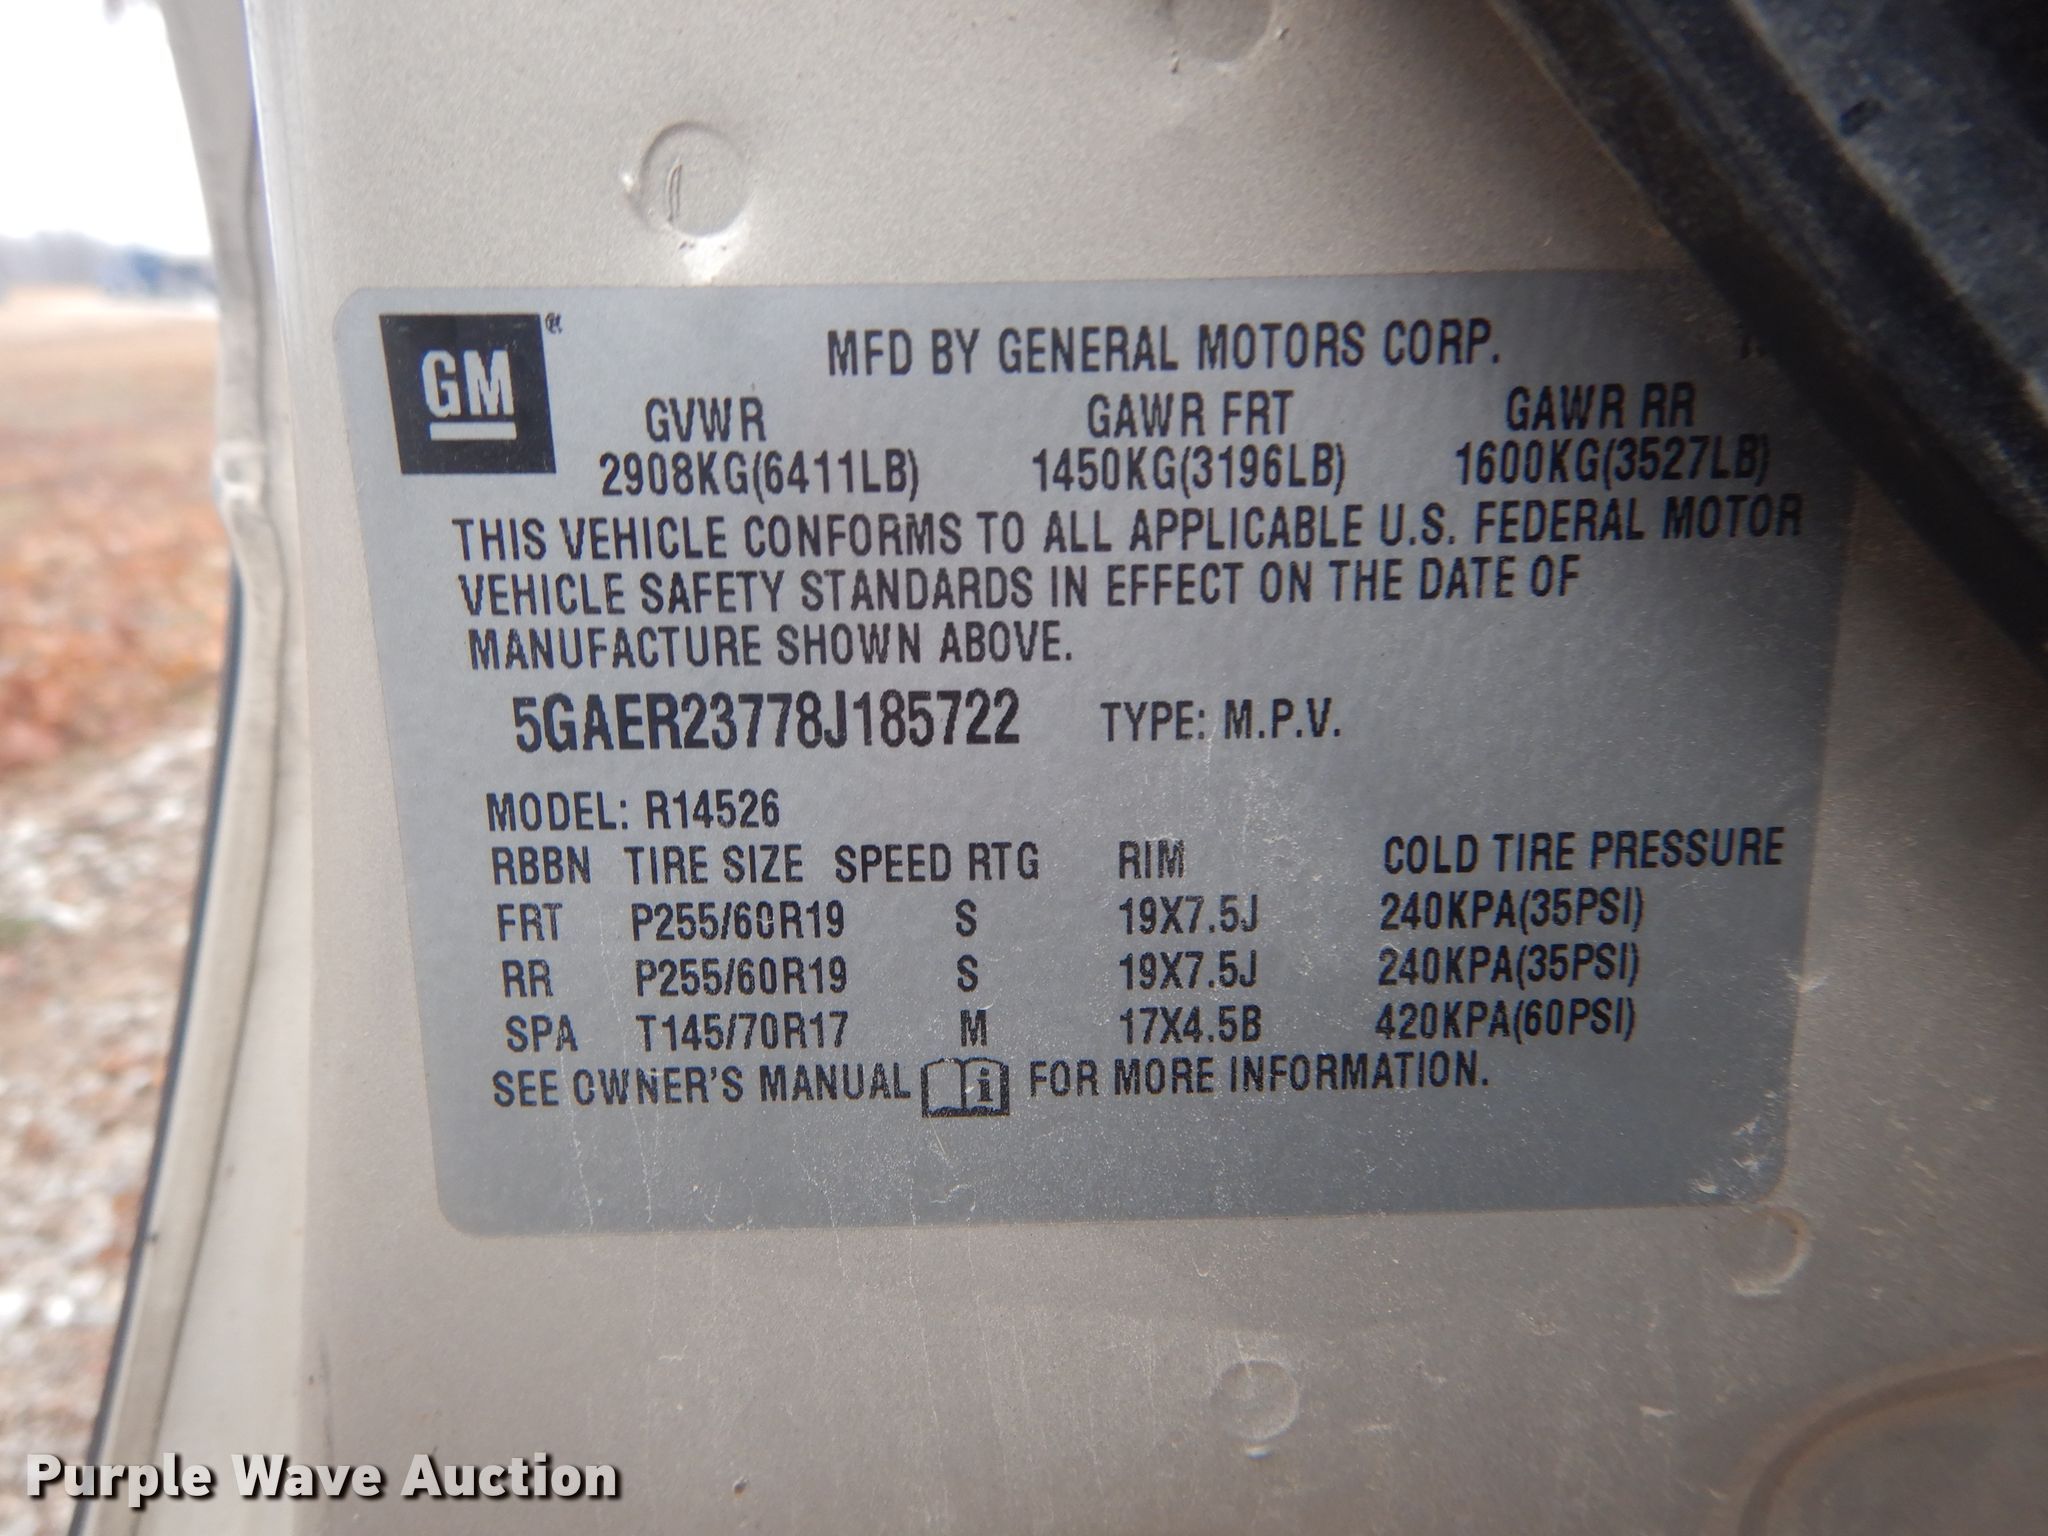 GM®
MFD BY GENERAL MOTORS CORP.
GVWR GAWR FRT GAWR RR
2908KG(6411LB) 1450KG(3196LB) 1600KG(3527LB)
THIS VEHICLE CONFORMS TO ALL APPLICABLE U.S. FEDERAL MOTOR
VEHICLE SAFETY STANDARDS IN EFFECT ON THE DATE OF
MANUFACTURE SHOWN ABOVE.
5GAER23778J185722 TYPE: M.P.V.
MODEL: R14526
RBBN TIRE SIZE SPEED RTG RIM COLD TIRE PRESSURE
FRT P255/60R19 S 19X7.5J 240KPA(35PSI)
RR P255/60R19 S 19X7.5J 240KPA(35PSI)
SPA T145/70R17 M 17X4.5B 420KPA(60PSI)
SEE OWNER'S MANUAL i FOR MORE INFORMATION.
Purple Wave Auction